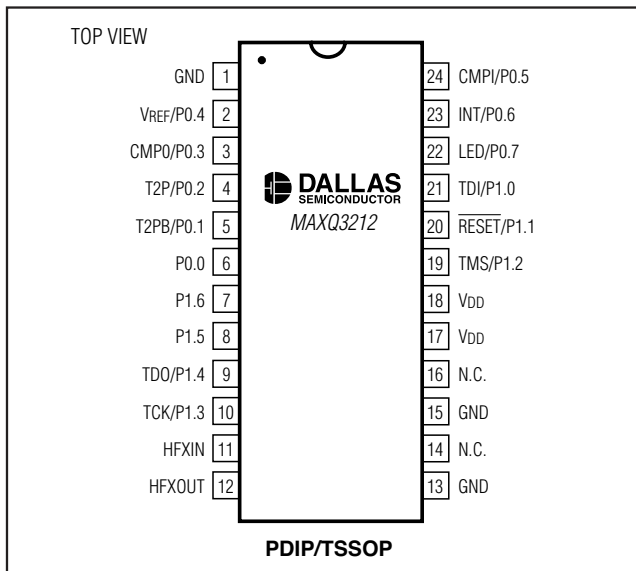 TOP VIEW
GND 1
VREF/P0.4 2
CMP0/P0.3 3
T2P/P0.2 4
T2PB/P0.1 5
P0.0 6
P1.6 7
P1.5 8
TDO/P1.4 9
TCK/P1.3 10
HFXIN 11
HFXOUT 12
DALLAS
SEMICONDUCTOR
MAXQ3212
24 CMPI/P0.5
23 INT/P0.6
22 LED/P0.7
21 TDI/P1.0
20 RESET/P1.1
19 TMS/P1.2
18 VDD
17 VDD
16 N.C.
15 GND
14 N.C.
13 GND
PDIP/TSSOP